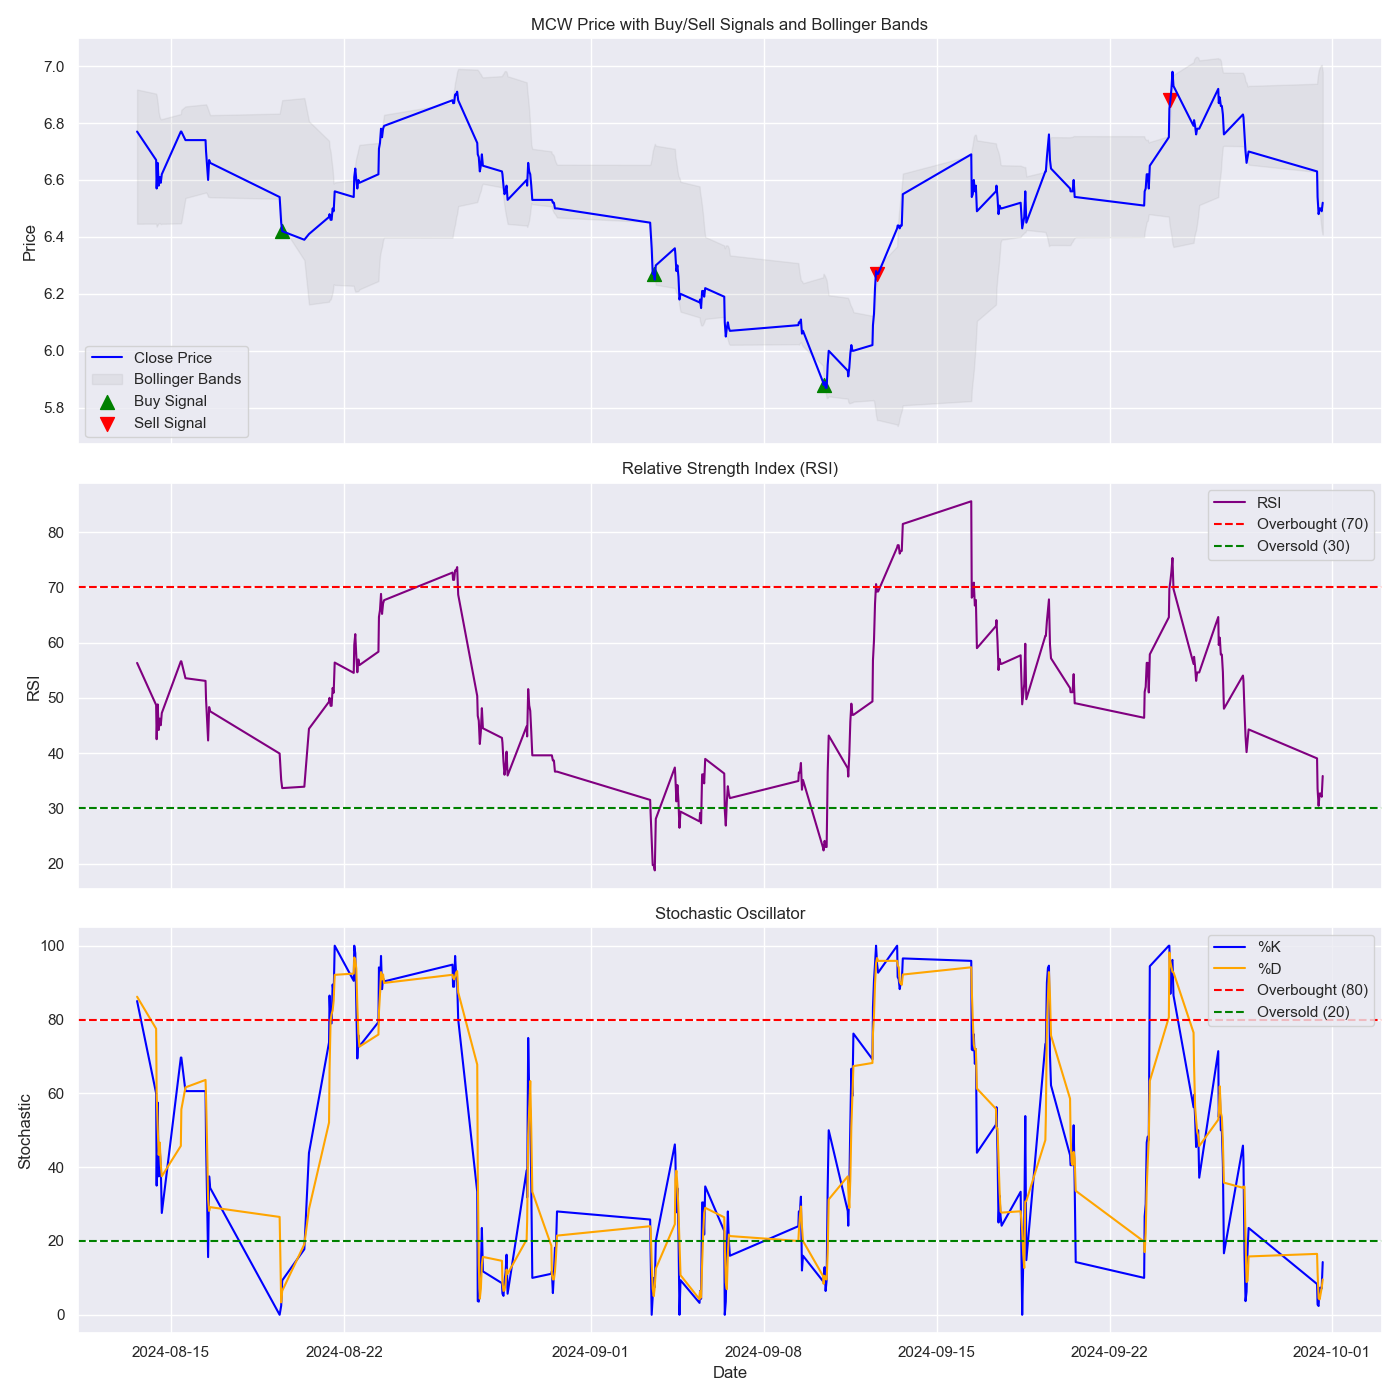 MCW Price with Buy/Sell Signals and Bollinger Bands
7.0
6.8
6.6
6.4
6.2
6.0
5.8
Price
Close Price
Bollinger Bands
Buy Signal
Sell Signal
Relative Strength Index (RSI)
80
70
60
50
40
30
20
RSI
RSI
Overbought (70)
Oversold (30)
Stochastic Oscillator
100
80
60
40
20
0
Stochastic
%K
%D
Overbought (80)
Oversold (20)
2024-08-15
2024-08-22
2024-09-01
2024-09-08
2024-09-15
2024-09-22
2024-10-01
Date